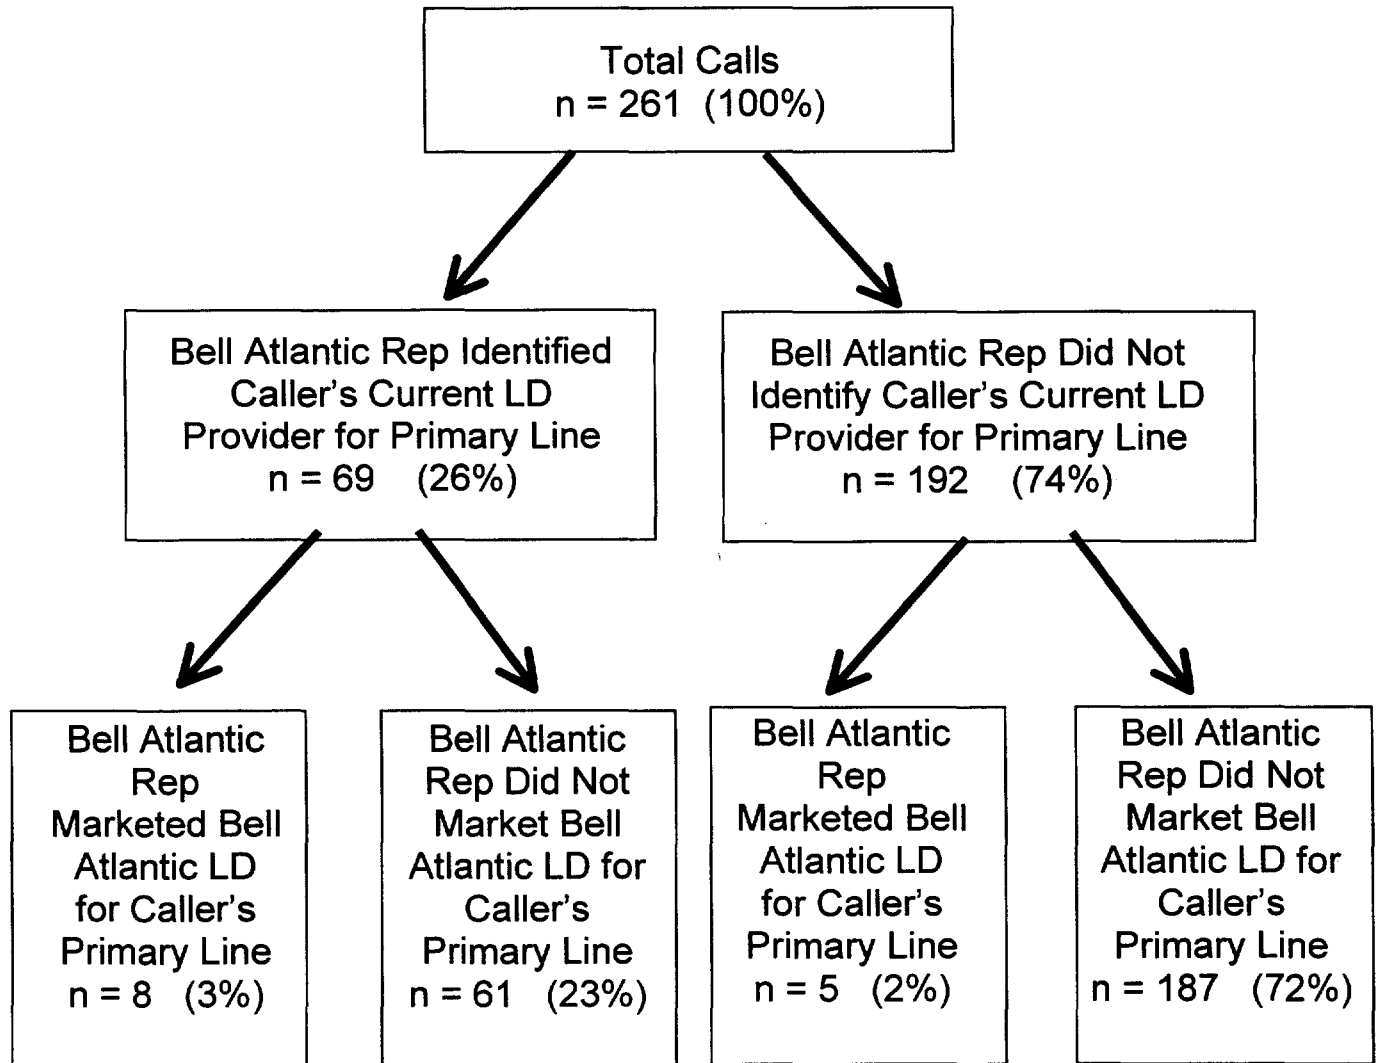 Total Calls
n = 261 (100%)
Bell Atlantic Rep Identified
Caller's Current LD
Provider for Primary Line
n = 69 (26%)
Bell Atlantic Rep Did Not
Identify Caller's Current LD
Provider for Primary Line
n = 192 (74%)
Bell Atlantic
Rep
Marketed Bell
Atlantic LD
for Caller's
Primary Line
n = 8 (3%)
Bell Atlantic
Rep Did Not
Market Bell
Atlantic LD for
Caller's
Primary Line
n = 61 (23%)
Bell Atlantic
Rep
Marketed Bell
Atlantic LD
for Caller's
Primary Line
n = 5 (2%)
Bell Atlantic
Rep Did Not
Market Bell
Atlantic LD for
Caller's
Primary Line
n = 187 (72%)